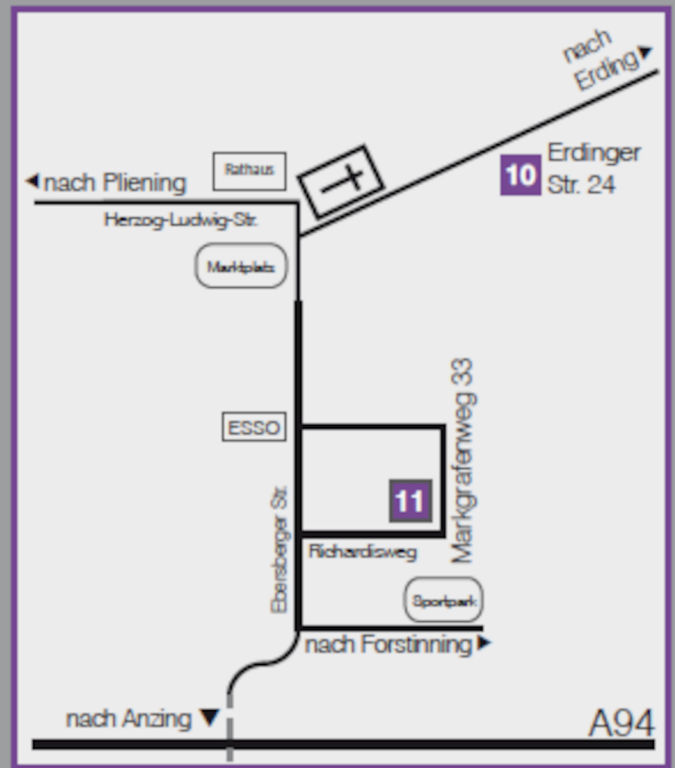 nach
Erding
Rathaus
nach Pliening
10
Erdinger
Str. 24
Herzog-Ludwig-Str.
Marktplatz
Markgrafenweg 33
ESSO
11
Ebersberger Str.
Richardisweg
Sportpark
nach Forstinning
nach Anzing
A94